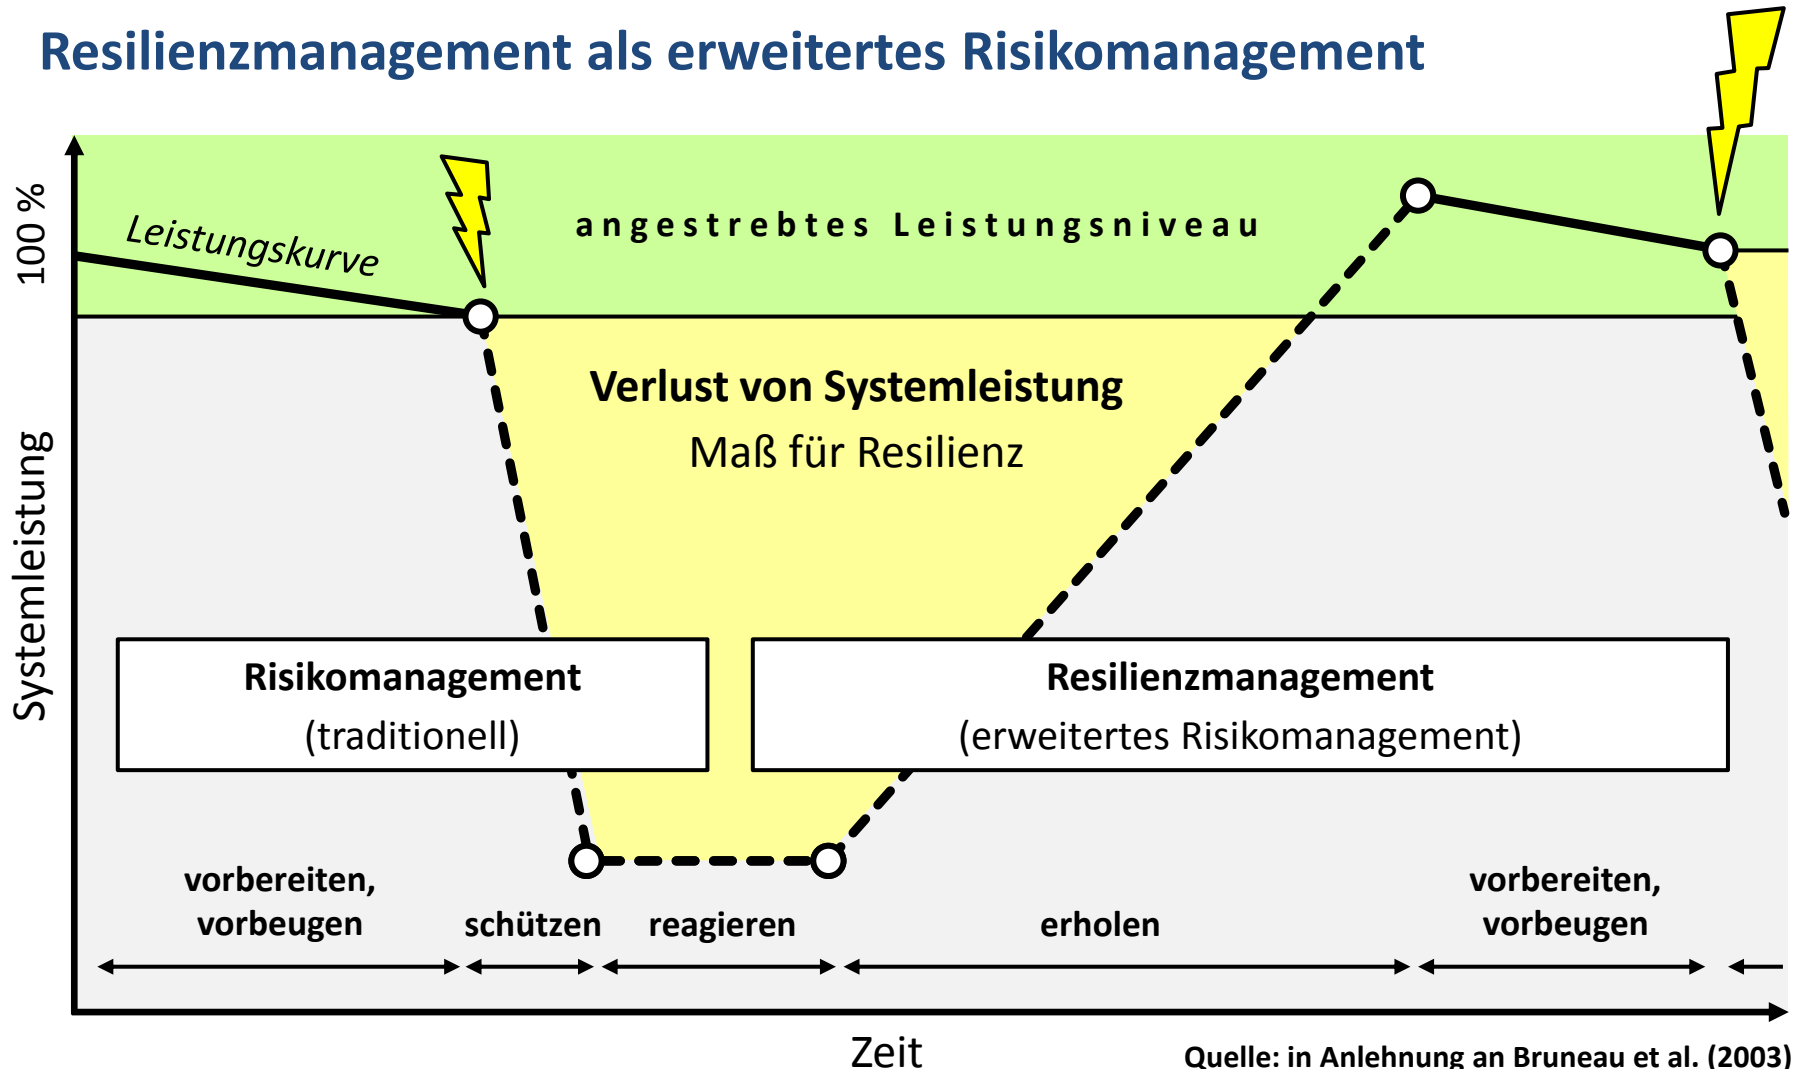 Resilienzmanagement als erweitertes Risikomanagement
100 %
Leistungskurve
angestrebtes Leistungsniveau
Verlust von Systemleistung
Maß für Resilienz
Systemleistung
Risikomanagement
(traditionell)
Resilienzmanagement
(erweitertes Risikomanagement)
vorbereiten,
vorbeugen
schützen
reagieren
erholen
vorbereiten,
vorbeugen
Zeit
Quelle: in Anlehnung an Bruneau et al. (2003)